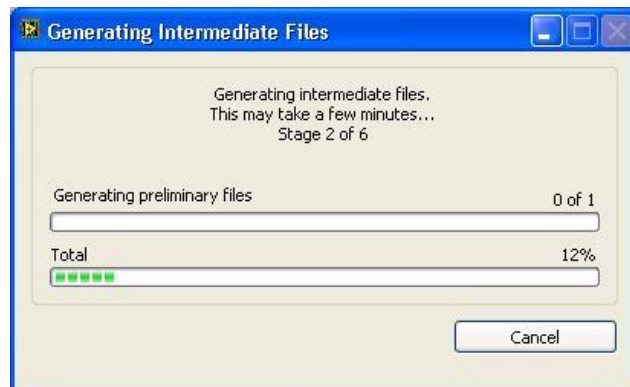 Generating Intermediate Files
Generating intermediate files.
This may take a few minutes...
Stage 2 of 6
Generating preliminary files 0 of 1
Total 12%
Cancel